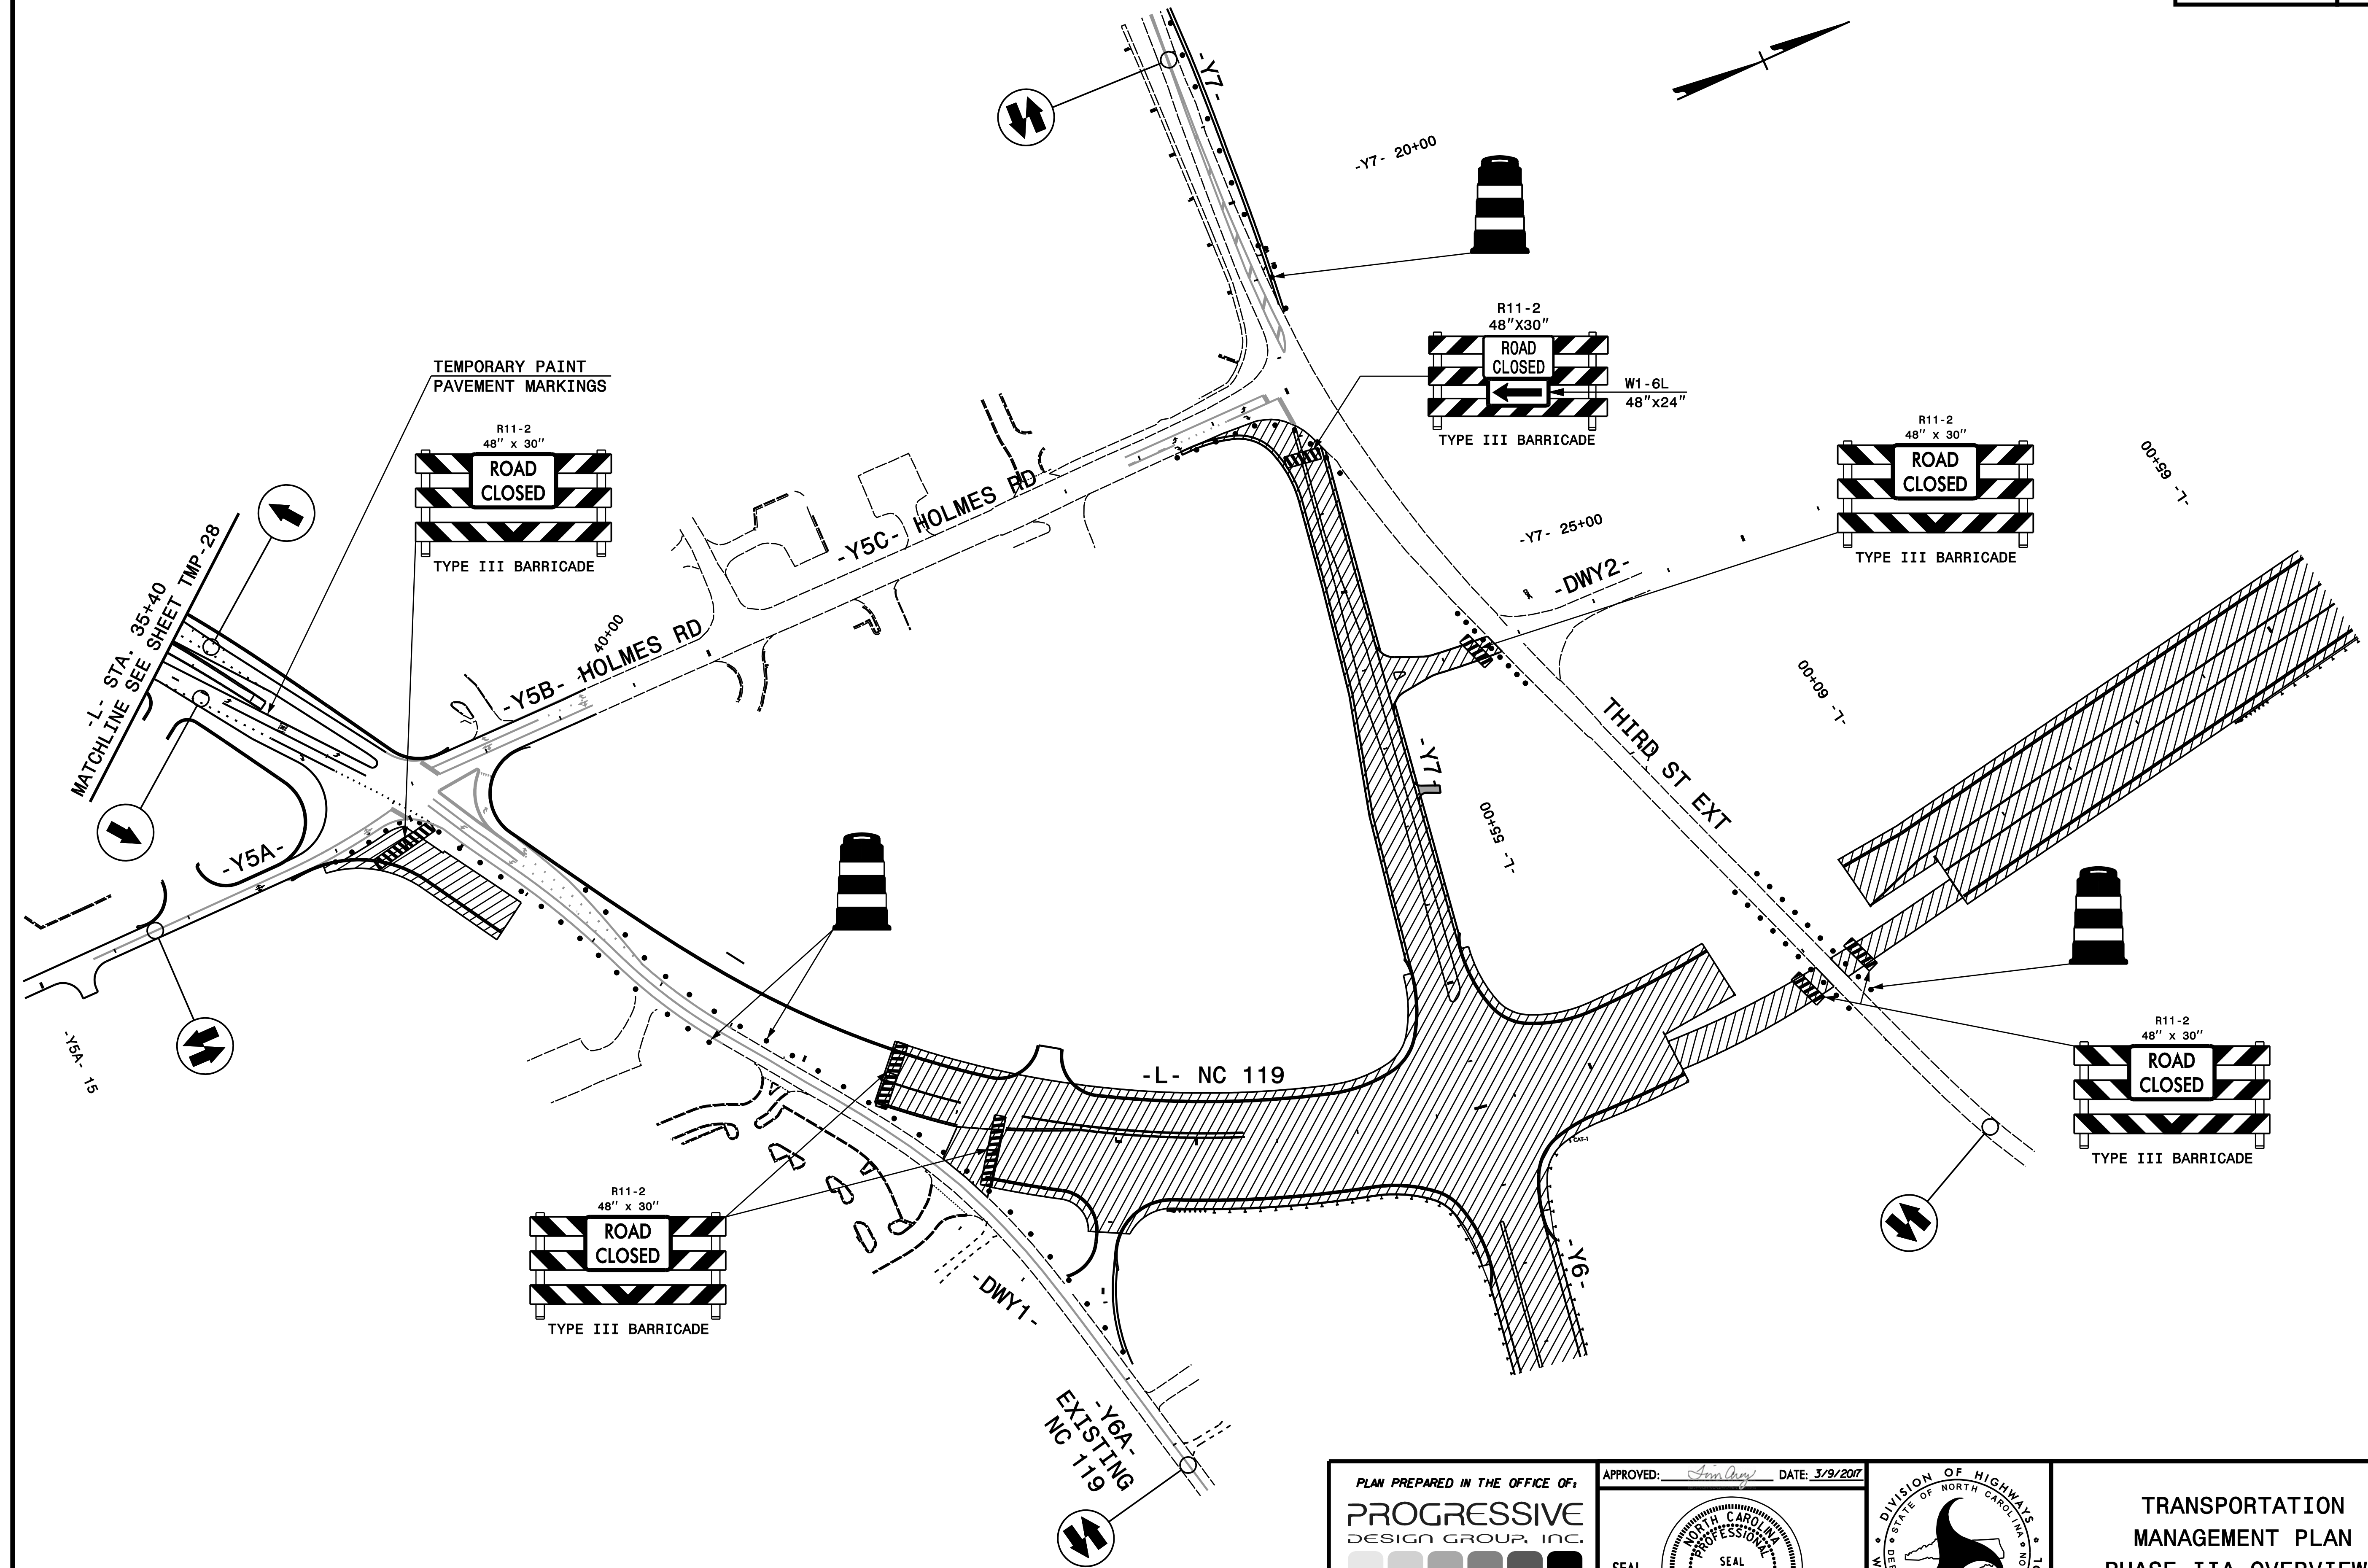 -Y7-
-Y7- 20+00
R11-2
48"X30"
ROAD
CLOSED
W1-6L
48"x24"
TYPE III BARRICADE
TEMPORARY PAINT
PAVEMENT MARKINGS
R11-2
48" x 30"
ROAD
CLOSED
TYPE III BARRICADE
R11-2
48" x 30"
ROAD
CLOSED
TYPE III BARRICADE
-L- 65+00
-Y5C- HOLMES RD
-Y7- 25+00
-DWY2-
-L- STA. 35+40
MATCHLINE SEE SHEET TMP-28
40+00
-Y5B- HOLMES RD
-L- 60+00
THIRD ST EXT
-Y7-
-L- 55+00
-Y5A-
-Y5A- 15
-L- NC 119
CAT-1
R11-2
48" x 30"
ROAD
CLOSED
TYPE III BARRICADE
R11-2
48" x 30"
ROAD
CLOSED
TYPE III BARRICADE
-Y6-
-DWY1-
-Y6A-
EXISTING
NC 119
PLAN PREPARED IN THE OFFICE OF:
PROGRESSIVE
DESIGN GROUP, INC.
APPROVED: DATE: 3/9/2017
NORTH CAROLINA
PROFESSIONAL
SEAL
SEAL
DIVISION OF HIGHWAYS
STATE OF NORTH CAROLINA
TRANSPORTATION
MANAGEMENT PLAN
PHASE IIA OVERVIEW